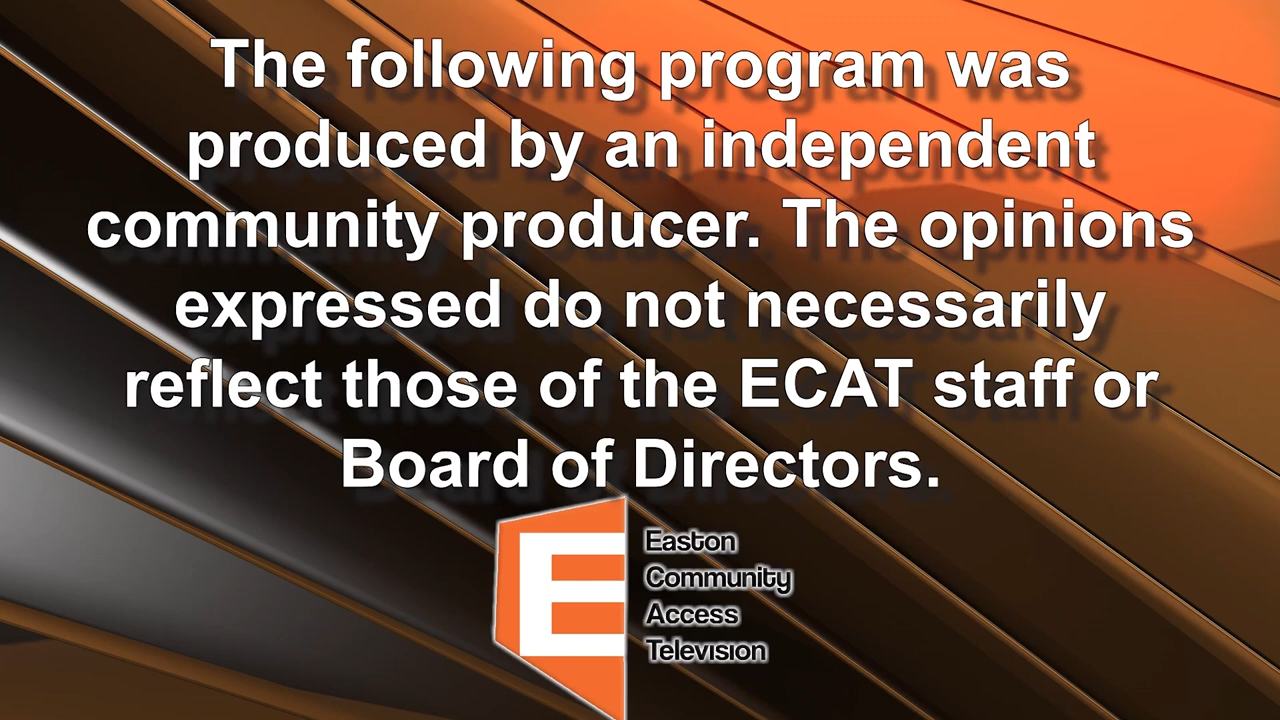 The following program was
produced by an independent
community producer. The opinions
expressed do not necessarily
reflect those of the ECAT staff or
Board of Directors.
E
Easton
Community
Access
Television